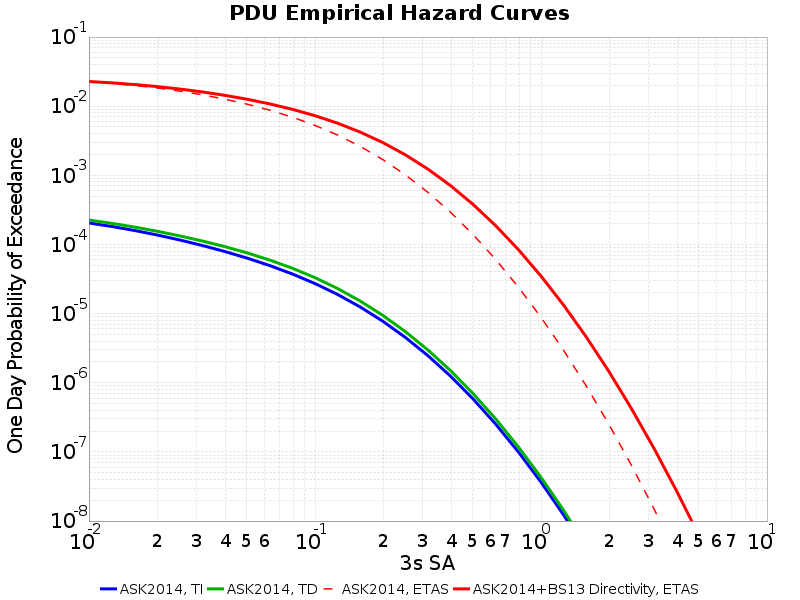 PDU Empirical Hazard Curves
10-1
10-2
10-3
10-4
10-5
10-6
10-7
10-8
One Day Probability of Exceedance
10-2 2 3 4 5 6 10-1 2 3 4 5 6 7 100 2 3 4 5 6 7 101
3s SA
ASK2014, TI ASK2014, TD ASK2014, ETAS ASK2014+BS13 Directivity, ETAS